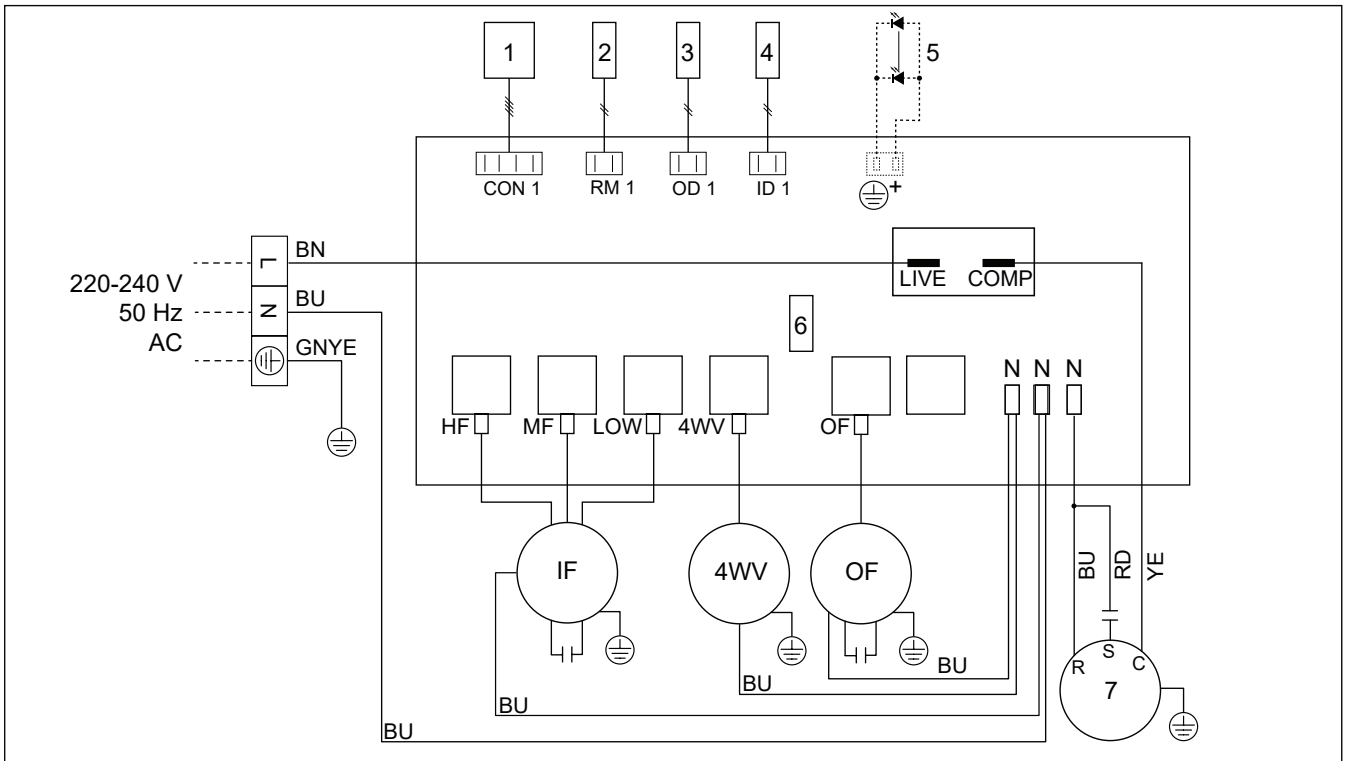 1
2
3
4
5
CON 1
RM 1
OD 1
ID 1
+
L
BN
LIVE
COMP
220-240 V
50 Hz
AC
N
BU
GNYE
6
HF
MF
LOW
4WV
OF
N N N
IF
4WV
OF
BU
RD
YE
R
S
C
7
BU
BU
BU
BU